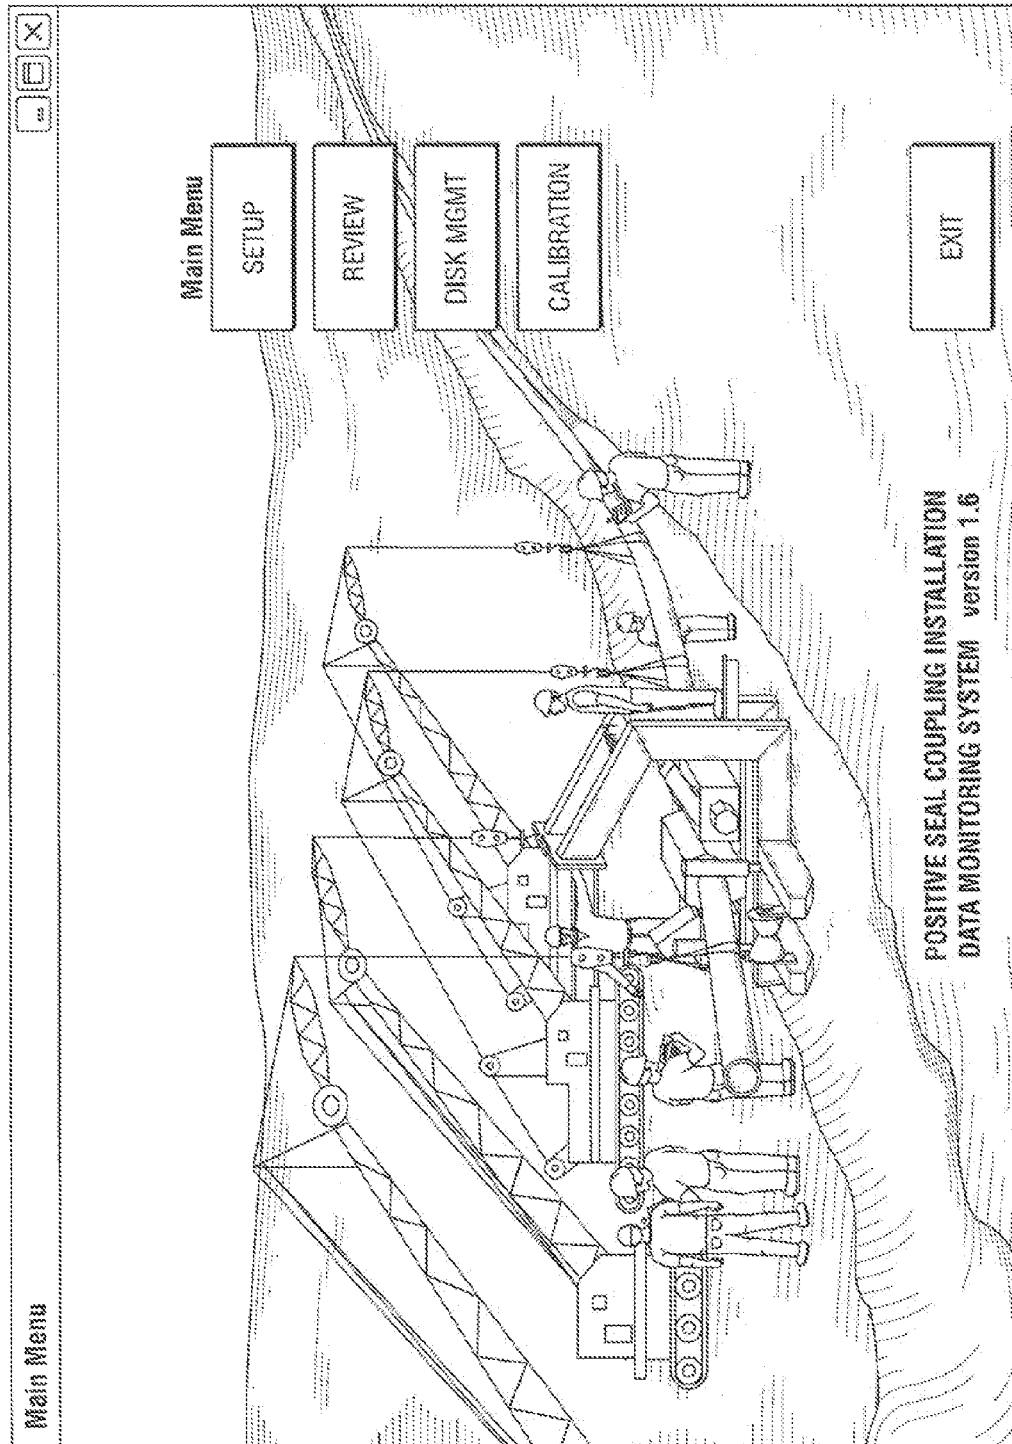 Main Menu
Main Menu
SETUP
REVIEW
DISK MGMT
CALIBRATION
EXIT
POSITIVE SEAL COUPLING INSTALLATION
DATA MONITORING SYSTEM version 1.6